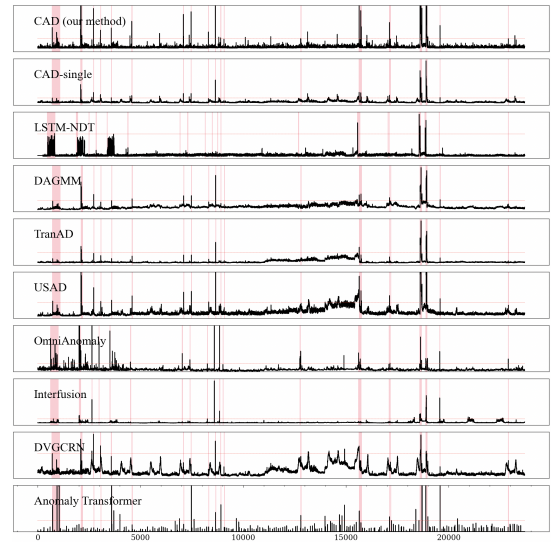 CAD (our method)
CAD-single
LSTM-NDT
DAGMM
TranAD
USAD
OmniAnomaly
Interfusion
DVGCRN
Anomaly Transformer
0 5000 10000 15000 20000